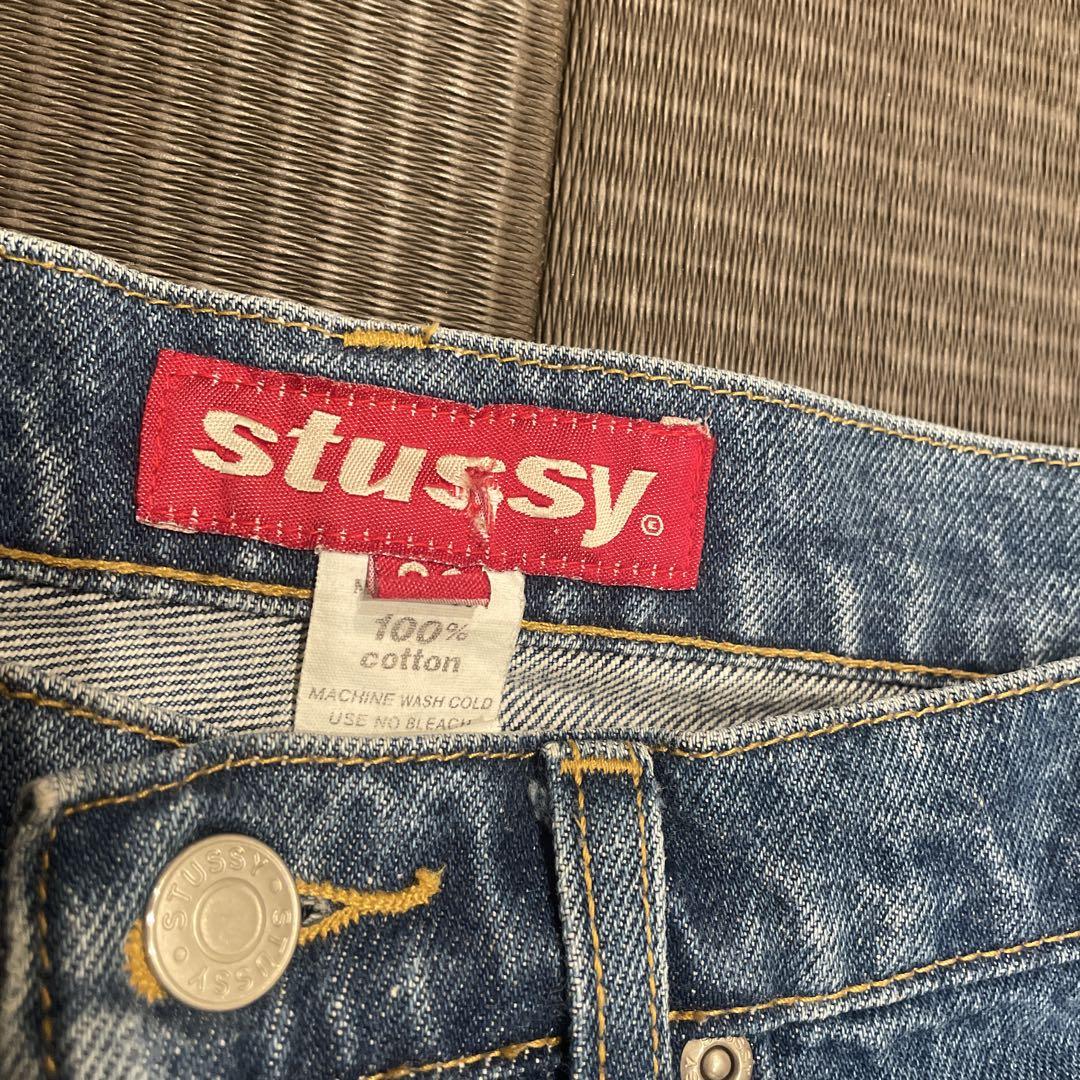 stussy
100%
cotton
MACHINE WASH COLD
USE NO BLEACH
STUSSY • STUSSY •